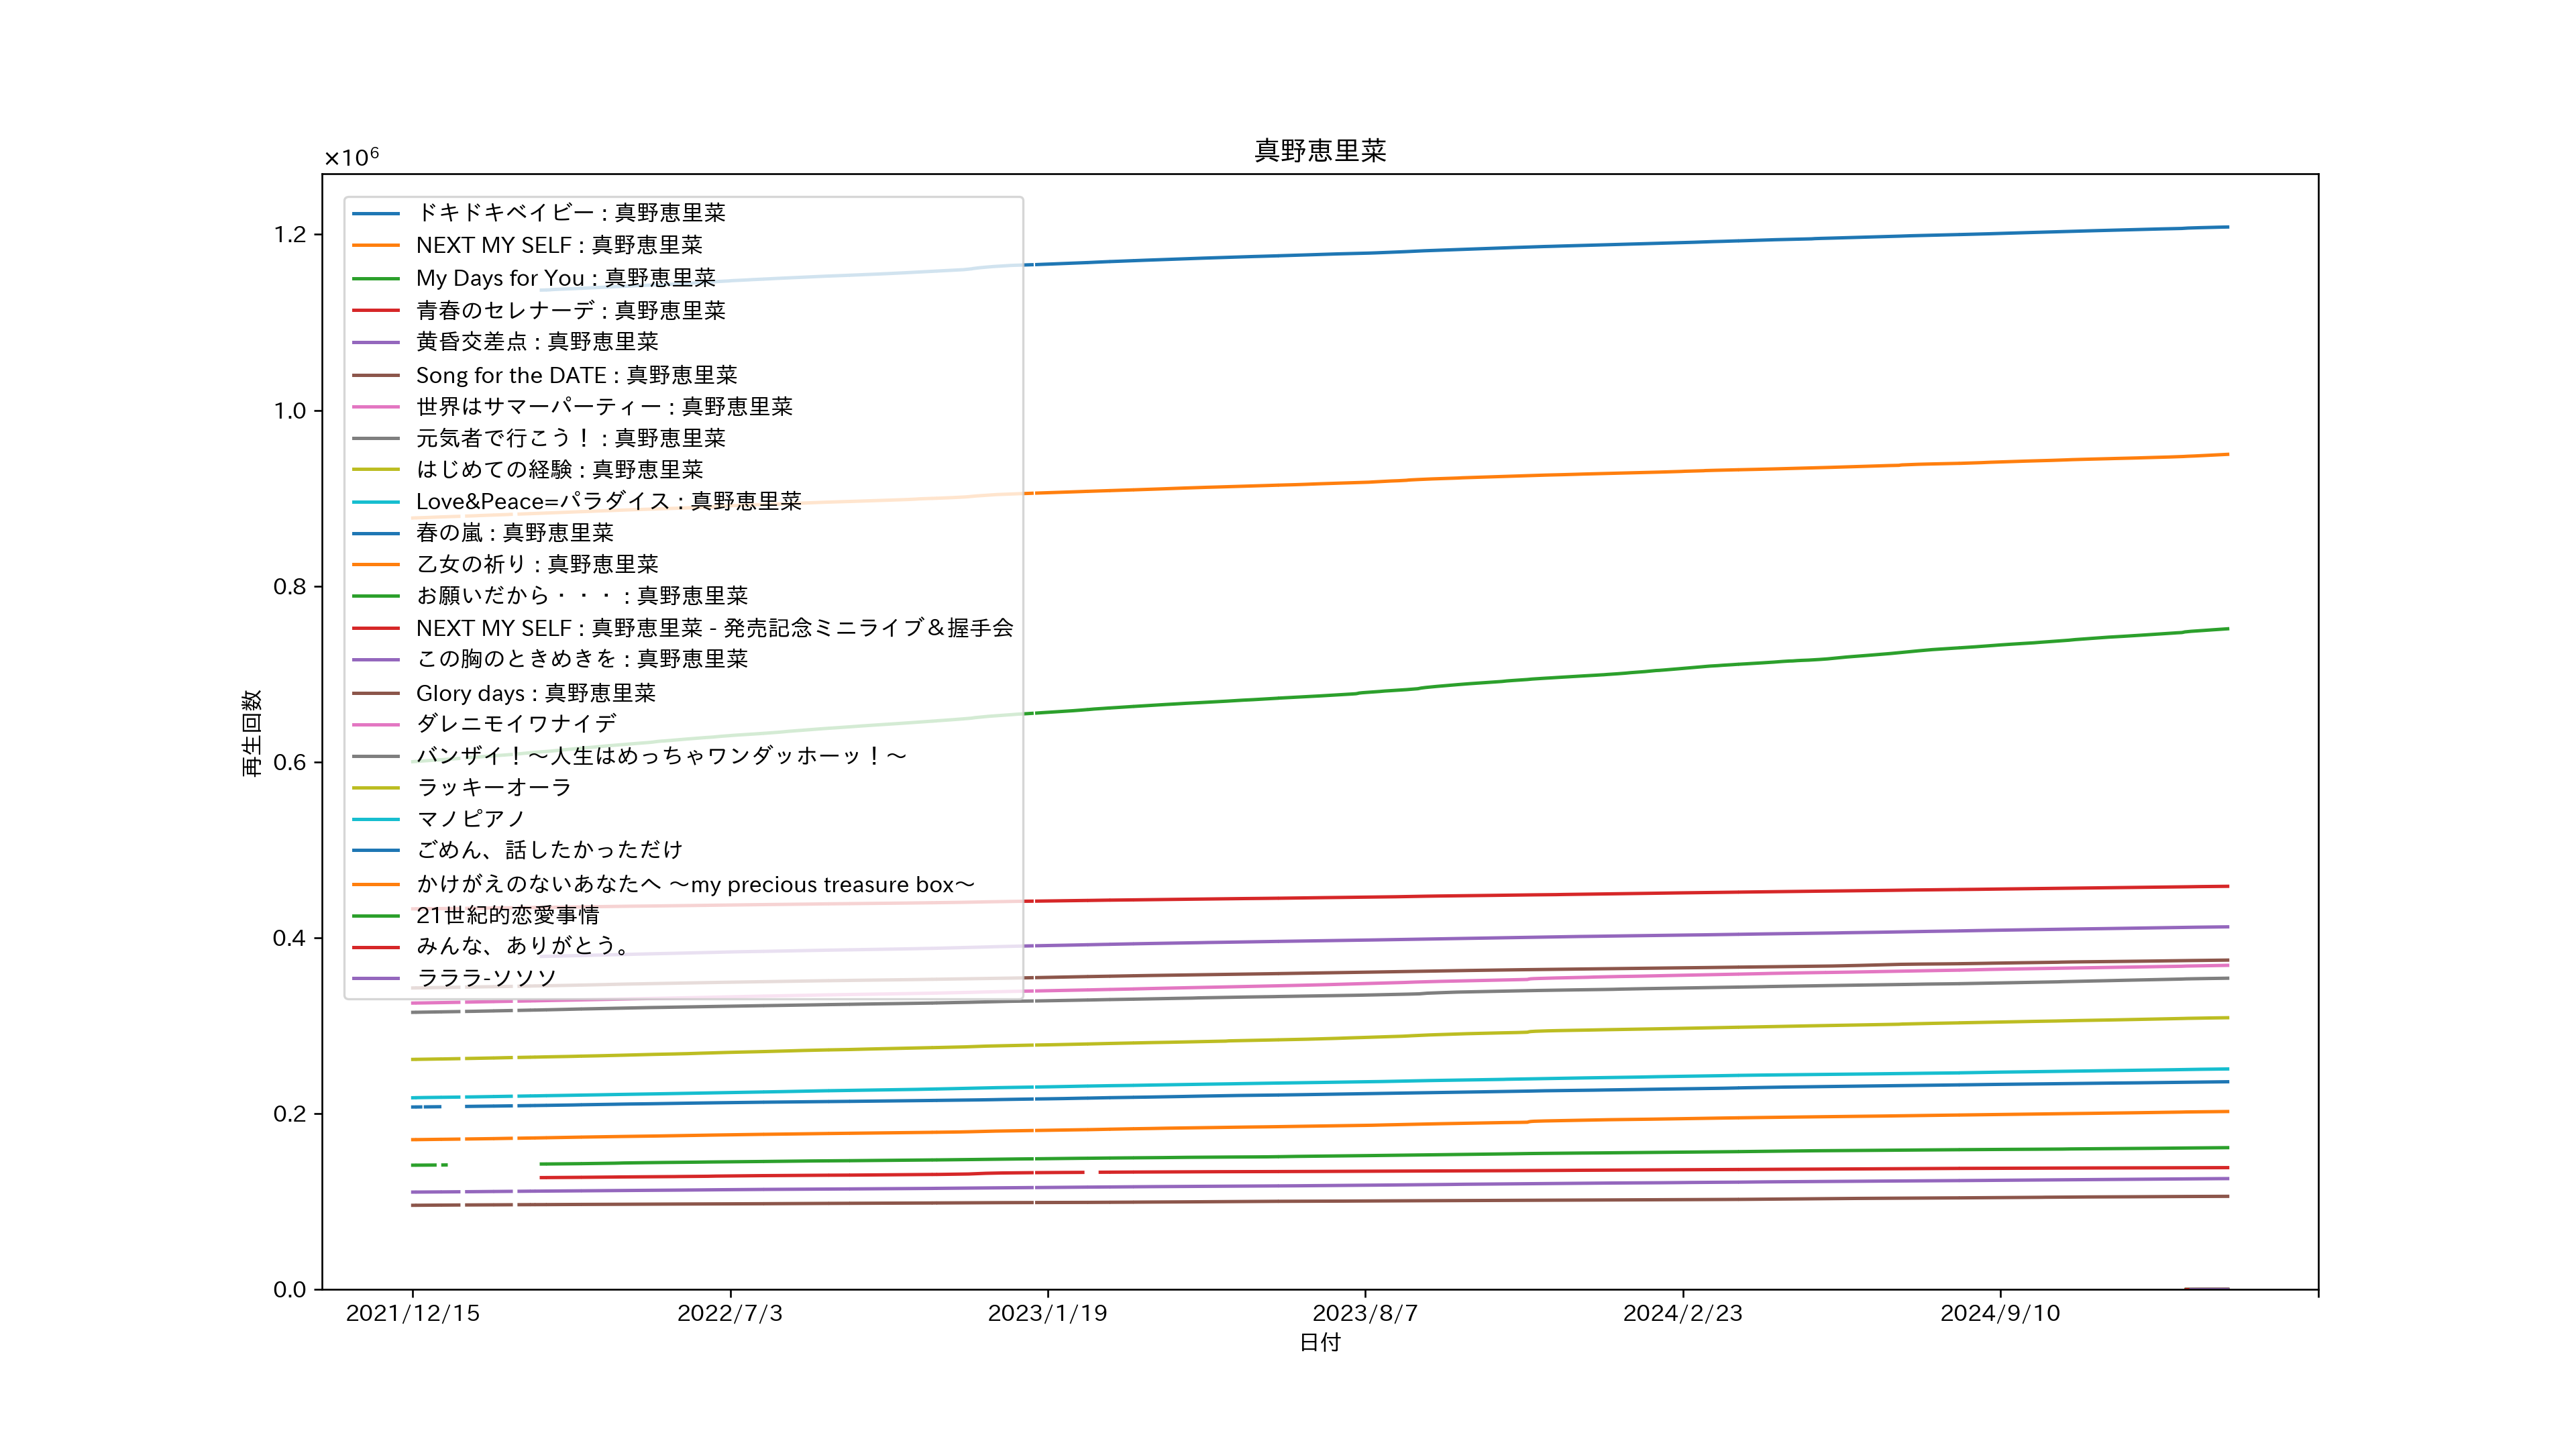 真野恵里菜
×10⁶
1.2
1.0
0.8
0.6
0.4
0.2
0.0
再生回数
ドキドキベイビー : 真野恵里菜
NEXT MY SELF : 真野恵里菜
My Days for You : 真野恵里菜
青春のセレナーデ : 真野恵里菜
黄昏交差点 : 真野恵里菜
Song for the DATE : 真野恵里菜
世界はサマーパーティー : 真野恵里菜
元気者で行こう！ : 真野恵里菜
はじめての経験 : 真野恵里菜
Love&Peace=パラダイス : 真野恵里菜
春の嵐 : 真野恵里菜
乙女の祈り : 真野恵里菜
お願いだから・・・ : 真野恵里菜
NEXT MY SELF : 真野恵里菜 - 発売記念ミニライブ＆握手会
この胸のときめきを : 真野恵里菜
Glory days : 真野恵里菜
ダレニモイワナイデ
バンザイ！〜人生はめっちゃワンダッホーッ！〜
ラッキーオーラ
マノピアノ
ごめん、話したかっただけ
かけがえのないあなたへ 〜my precious treasure box〜
21世紀的恋愛事情
みんな、ありがとう。
ラララ-ソソソ
2021/12/15
2022/7/3
2023/1/19
2023/8/7
2024/2/23
2024/9/10
日付